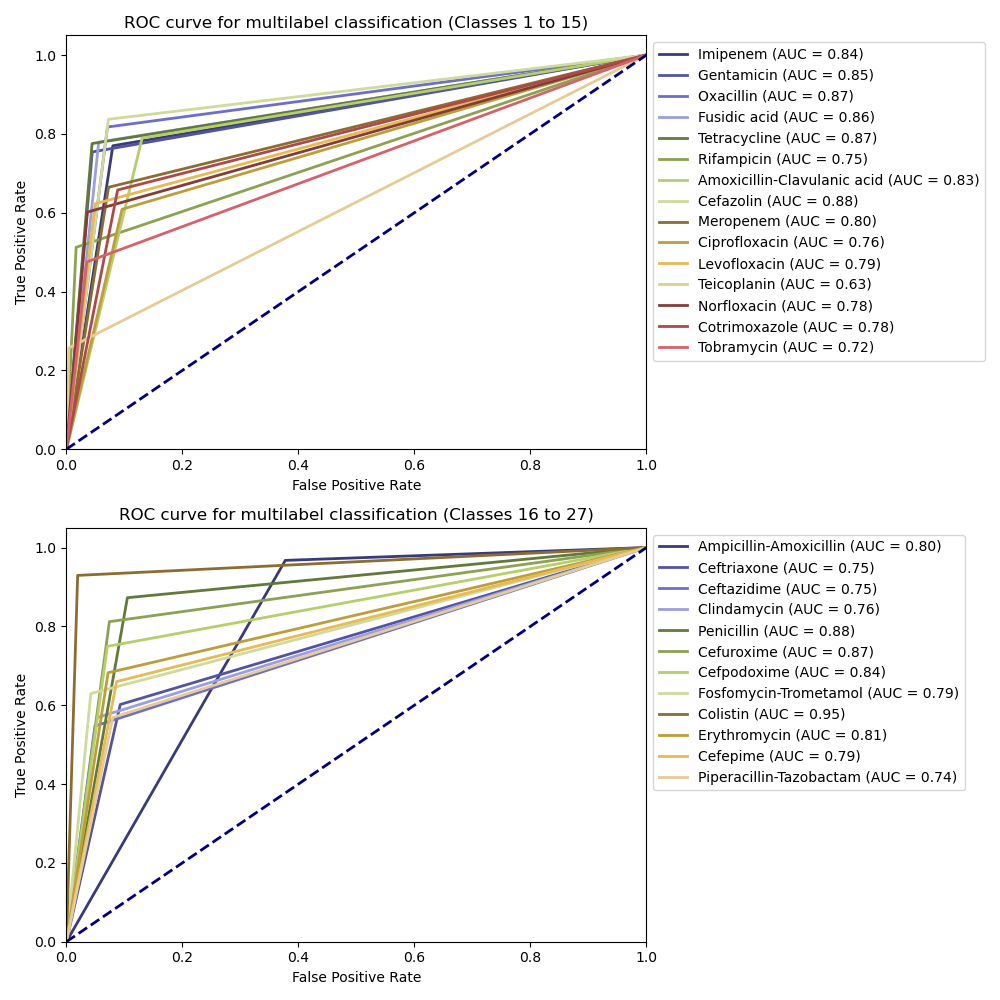 ROC curve for multilabel classification (Classes 1 to 15)
True Positive Rate
1.0
0.8
0.6
0.4
0.2
0.0
0.0 0.2 0.4 0.6 0.8 1.0
False Positive Rate
Imipenem (AUC = 0.84)
Gentamicin (AUC = 0.85)
Oxacillin (AUC = 0.87)
Fusidic acid (AUC = 0.86)
Tetracycline (AUC = 0.87)
Rifampicin (AUC = 0.75)
Amoxicillin-Clavulanic acid (AUC = 0.83)
Cefazolin (AUC = 0.88)
Meropenem (AUC = 0.80)
Ciprofloxacin (AUC = 0.76)
Levofloxacin (AUC = 0.79)
Teicoplanin (AUC = 0.63)
Norfloxacin (AUC = 0.78)
Cotrimoxazole (AUC = 0.78)
Tobramycin (AUC = 0.72)
ROC curve for multilabel classification (Classes 16 to 27)
True Positive Rate
1.0
0.8
0.6
0.4
0.2
0.0
0.0 0.2 0.4 0.6 0.8 1.0
False Positive Rate
Ampicillin-Amoxicillin (AUC = 0.80)
Ceftriaxone (AUC = 0.75)
Ceftazidime (AUC = 0.75)
Clindamycin (AUC = 0.76)
Penicillin (AUC = 0.88)
Cefuroxime (AUC = 0.87)
Cefpodoxime (AUC = 0.84)
Fosfomycin-Trometamol (AUC = 0.79)
Colistin (AUC = 0.95)
Erythromycin (AUC = 0.81)
Cefepime (AUC = 0.79)
Piperacillin-Tazobactam (AUC = 0.74)